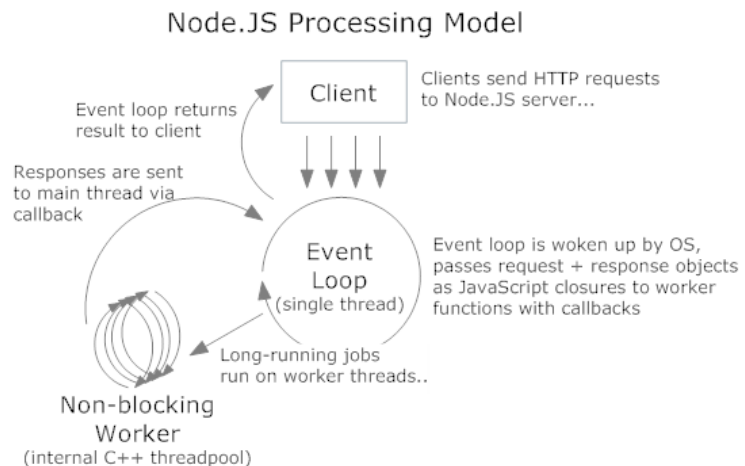 Node.JS Processing Model
Client
Clients send HTTP requests
to Node.JS server...
Event loop returns
result to client
Responses are sent
to main thread via
callback
Event
Loop
(single thread)
Event loop is woken up by OS,
passes request + response objects
as JavaScript closures to worker
functions with callbacks
Long-running jobs
run on worker threads..
Non-blocking
Worker
(internal C++ threadpool)